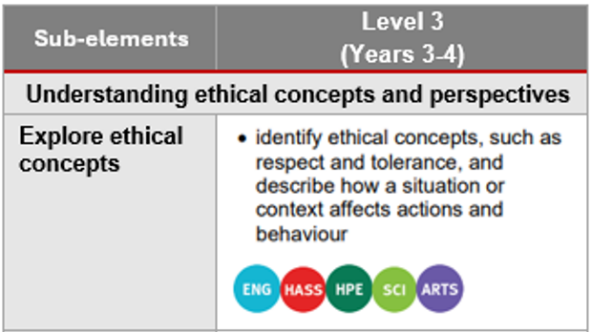 Sub-elements
Level 3
(Years 3-4)
Understanding ethical concepts and perspectives
Explore ethical
concepts
• identify ethical concepts, such as
respect and tolerance, and
describe how a situation or
context affects actions and
behaviour
ENG HASS HPE SCI ARTS